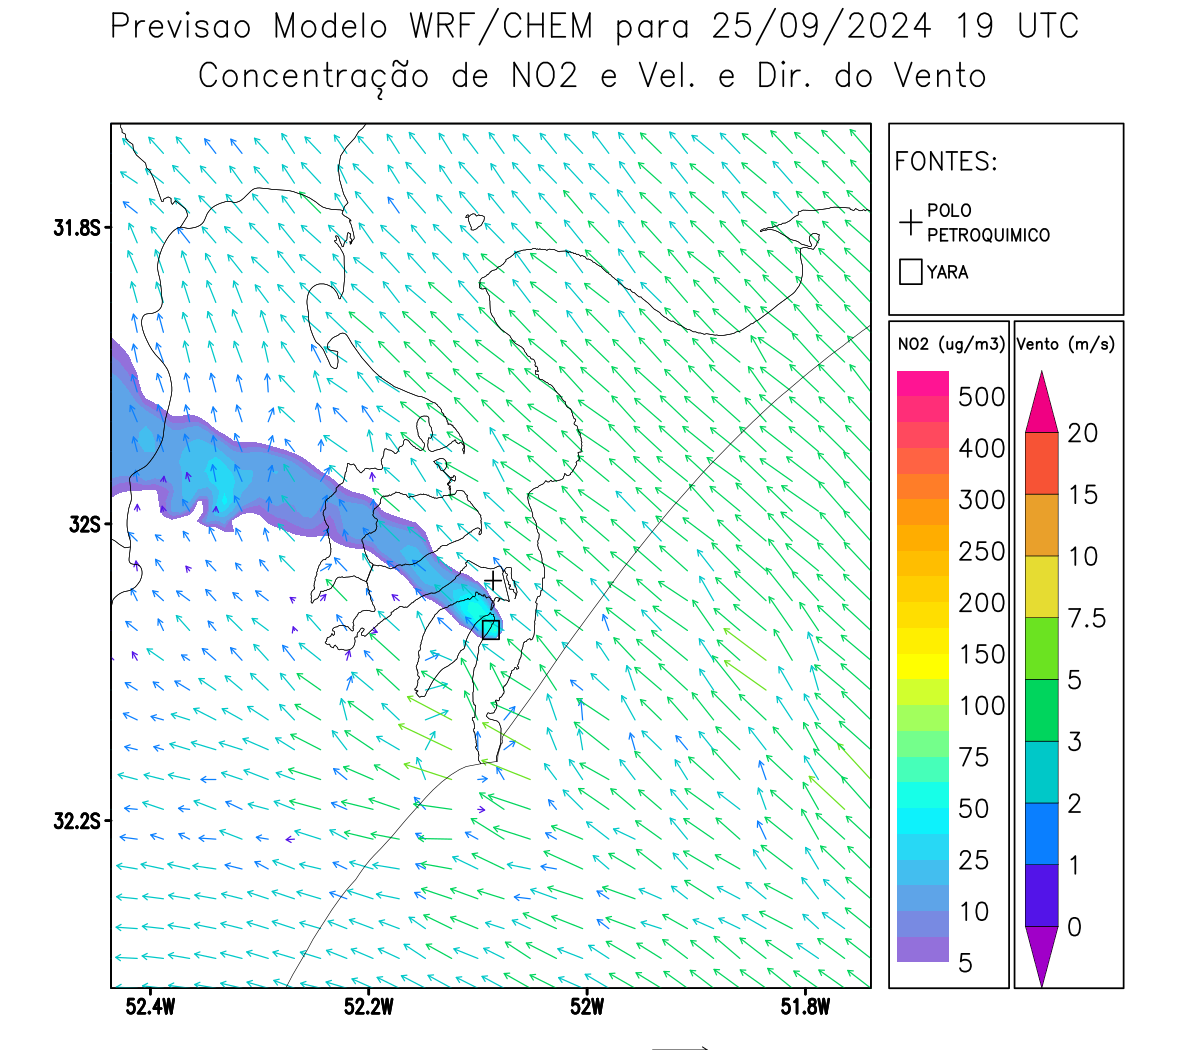 Previsao Modelo WRF/CHEM para 25/09/2024 19 UTC
Concentração de NO2 e Vel. e Dir. do Vento
FONTES:
POLO
PETROQUIMICO
YARA
NO2 (ug/m3)
500
400
300
250
200
150
100
75
50
25
10
5
Vento (m/s)
20
15
10
7.5
5
3
2
1
0
31.8S
32S
32.2S
52.4W
52.2W
52W
51.8W